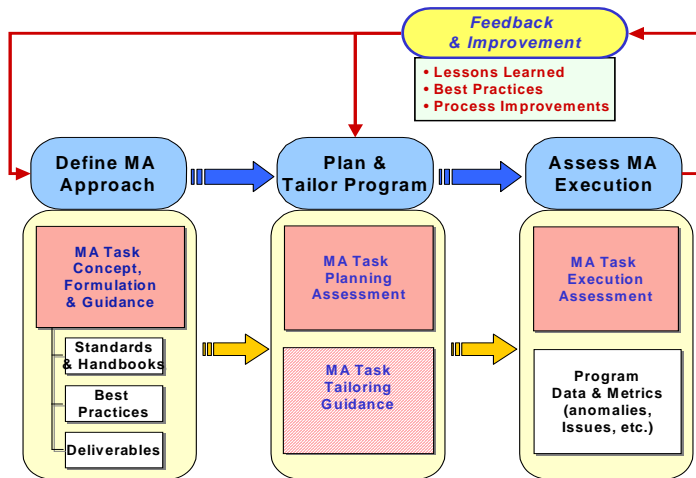 Feedback
& Improvement
• Lessons Learned
• Best Practices
• Process Improvements
Define MA
Approach
Plan &
Tailor Program
Assess MA
Execution
MA Task
Concept,
Formulation
& Guidance
Standards
& Handbooks
Best
Practices
Deliverables
MA Task
Planning
Assessment
MA Task
Tailoring
Guidance
MA Task
Execution
Assessment
Program
Data & Metrics
(anomalies,
Issues, etc.)